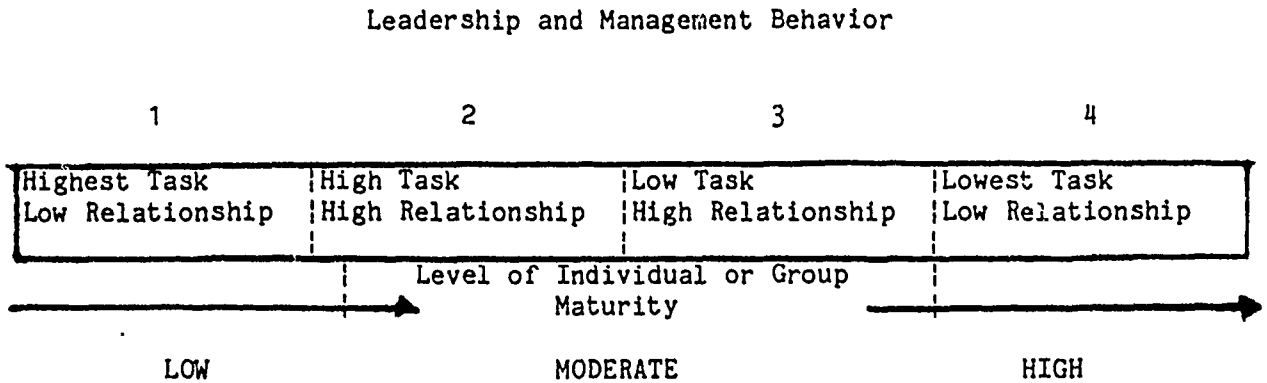 Leadership and Management Behavior
1 2 3 4
Highest Task High Task Low Task Lowest Task
Low Relationship High Relationship High Relationship Low Relationship
Level of Individual or Group
Maturity
LOW MODERATE HIGH